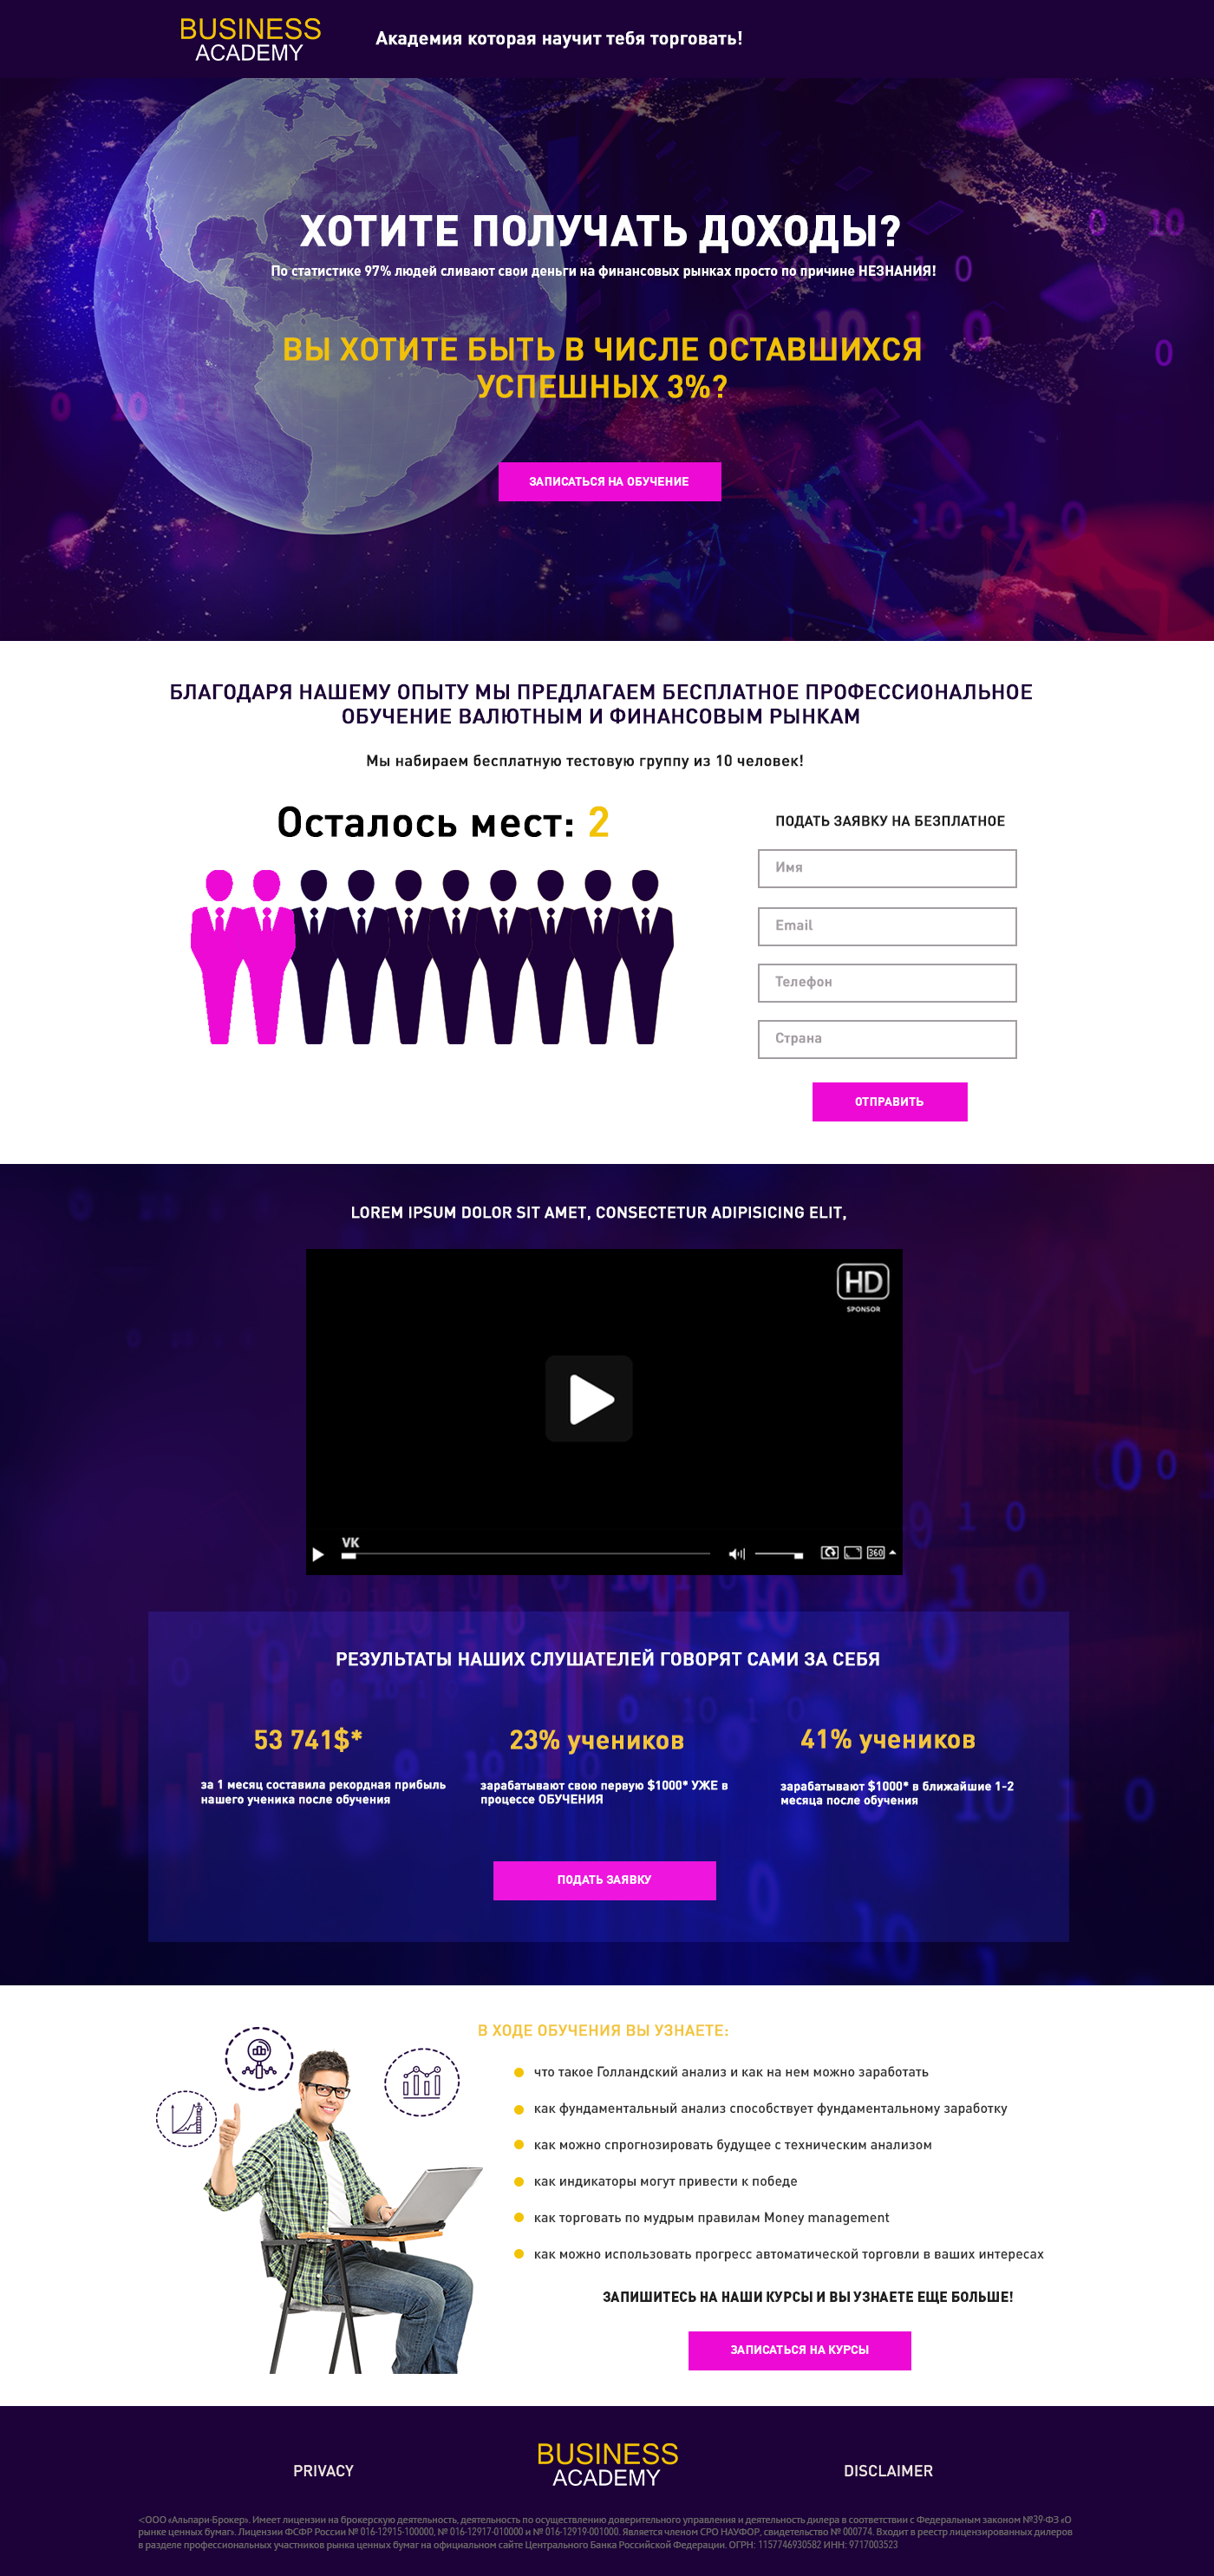 BUSINESS
ACADEMY
Академия которая научит тебя торговать!
ХОТИТЕ ПОЛУЧАТЬ ДОХОДЫ?
По статистике 97% людей сливают свои деньги на финансовых рынках просто по причине НЕЗНАНИЯ!
ВЫ ХОТИТЕ БЫТЬ В ЧИСЛЕ ОСТАВШИХСЯ
УСПЕШНЫХ 3%?
ЗАПИСАТЬСЯ НА ОБУЧЕНИЕ
БЛАГОДАРЯ НАШЕМУ ОПЫТУ МЫ ПРЕДЛАГАЕМ БЕСПЛАТНОЕ ПРОФЕССИОНАЛЬНОЕ
ОБУЧЕНИЕ ВАЛЮТНЫМ И ФИНАНСОВЫМ РЫНКАМ
Мы набираем бесплатную тестовую группу из 10 человек!
Осталось мест: 2
ПОДАТЬ ЗАЯВКУ НА БЕЗПЛАТНОЕ
Имя
Email
Телефон
Страна
ОТПРАВИТЬ
LOREM IPSUM DOLOR SIT AMET, CONSECTETUR ADIPISICING ELIT,
HD
SPONSOR
VK
360
РЕЗУЛЬТАТЫ НАШИХ СЛУШАТЕЛЕЙ ГОВОРЯТ САМИ ЗА СЕБЯ
53 741$*
за 1 месяц составила рекордная прибыль
нашего ученика после обучения
23% учеников
зарабатывают свою первую $1000* УЖЕ в
процессе ОБУЧЕНИЯ
41% учеников
зарабатывают $1000* в ближайшие 1-2
месяца после обучения
ПОДАТЬ ЗАЯВКУ
В ХОДЕ ОБУЧЕНИЯ ВЫ УЗНАЕТЕ:
что такое Голландский анализ и как на нем можно заработать
как фундаментальный анализ способствует фундаментальному заработку
как можно спрогнозировать будущее с техническим анализом
как индикаторы могут привести к победе
как торговать по мудрым правилам Money management
как можно использовать прогресс автоматической торговли в ваших интересах
ЗАПИШИТЕСЬ НА НАШИ КУРСЫ И ВЫ УЗНАЕТЕ ЕЩЕ БОЛЬШЕ!
ЗАПИСАТЬСЯ НА КУРСЫ
PRIVACY
BUSINESS
ACADEMY
DISCLAIMER
<ООО «Альпари-Брокер». Имеет лицензии на брокерскую деятельность, деятельность по осуществлению доверительного управления и деятельность дилера в соответствии с Федеральным законом №39-ФЗ «О
рынке ценных бумаг». Лицензии ФСФР России № 016-12915-100000, № 016-12917-010000 и № 016-12919-001000. Является членом СРО НАУФОР, свидетельство № 000774. Входит в реестр лицензированных дилеров
в разделе профессиональных участников рынка ценных бумаг на официальном сайте Центрального Банка Российской Федерации. ОГРН: 1157746930582 ИНН: 9717003523